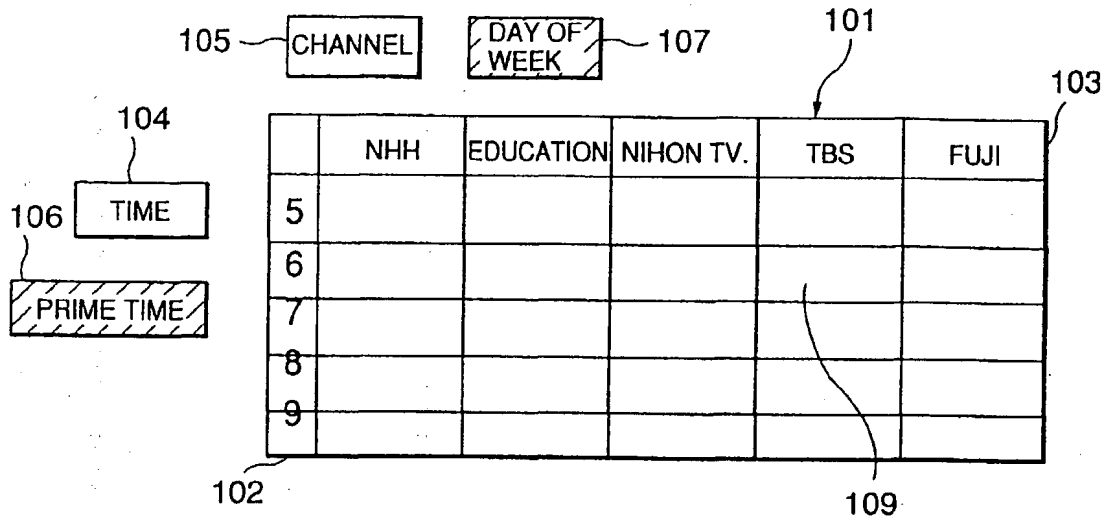 105 CHANNEL DAY OF WEEK 107 101
103
104
NHH EDUCATION NIHON TV. TBS FUJI
TIME
5
106
6
PRIME TIME
7
8
9
102
109